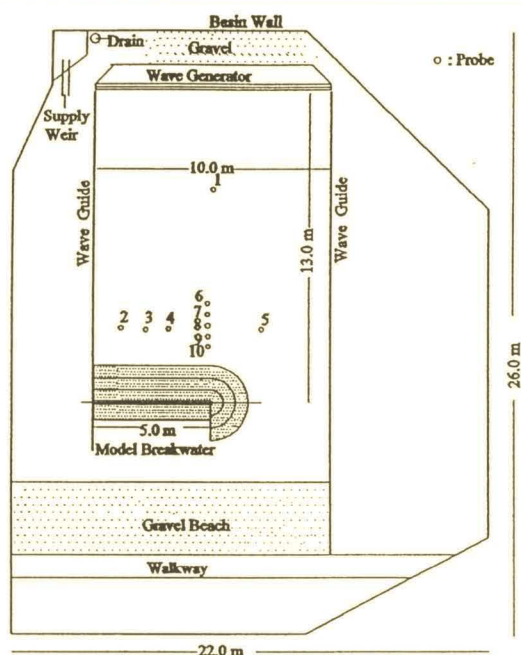 Basin Wall
Drain
Gravel
: Probe
Wave Generator
Supply
Weir
10.0 m
1
Wave Guide
Wave Guide
13.0 m
6
7
2
3
4
8
5
9
10
26.0 m
5.0 m
Model Breakwater
Gravel Beach
Walkway
22.0 m